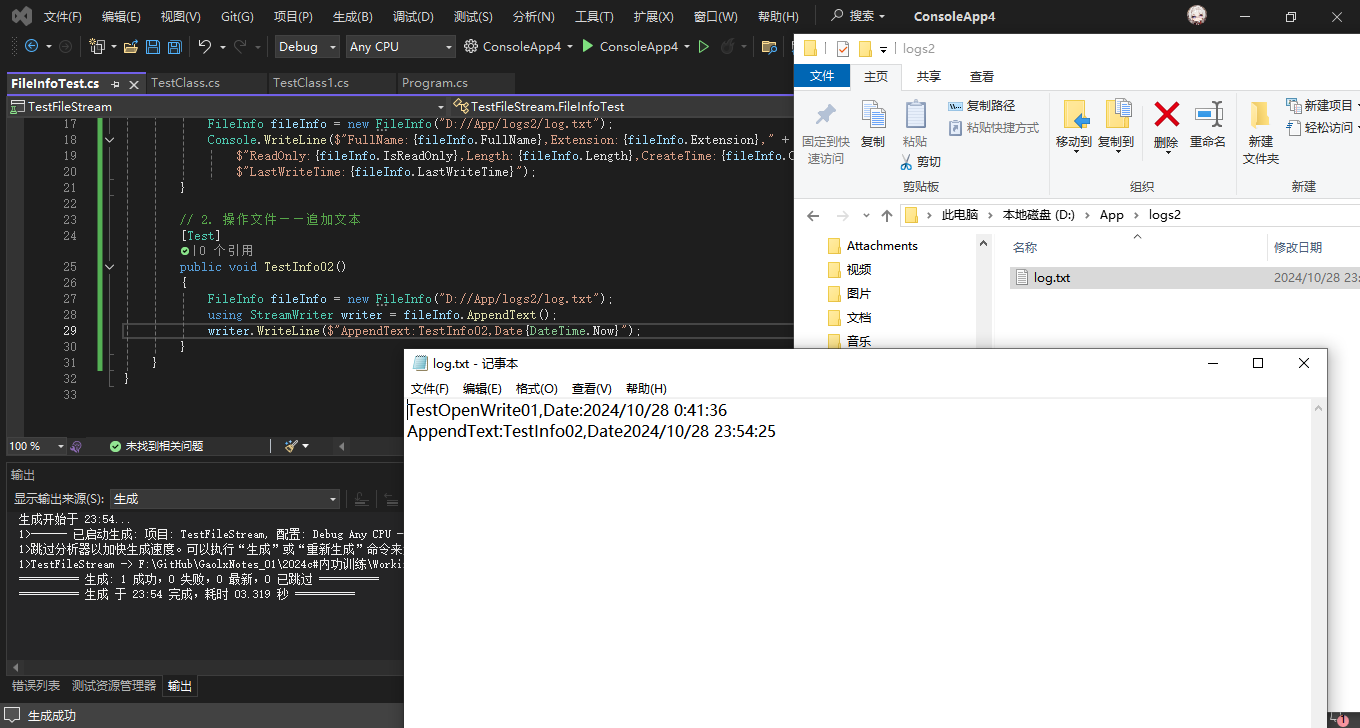 文件(F) 编辑(E) 视图(V) Git(G) 项目(P) 生成(B) 调试(D) 测试(S) 分析(N) 工具(T) 扩展(X) 窗口(W) 帮助(H) 搜索 ConsoleApp4
Debug Any CPU ConsoleApp4 ConsoleApp4
FileInfoTest.cs TestClass.cs TestClass1.cs Program.cs
TestFileStream TestFileStream.FileInfoTest
17 FileInfo fileInfo = new FileInfo("D://App/logs2/log.txt");
18 Console.WriteLine($"FullName:{fileInfo.FullName},Extension:{fileInfo.Extension}," +
19 $"ReadOnly:{fileInfo.IsReadOnly},Length:{fileInfo.Length},CreateTime:{fileInfo.C
20 $"LastWriteTime:{fileInfo.LastWriteTime}");
21 }
22
23 // 2. 操作文件——追加文本
24 [Test]
|0 个引用
25 public void TestInfo02()
26 {
27 FileInfo fileInfo = new FileInfo("D://App/logs2/log.txt");
28 using StreamWriter writer = fileInfo.AppendText();
29 writer.WriteLine($"AppendText:TestInfo02,Date{DateTime.Now}");
30 }
31 }
32 }
33
100 % 未找到相关问题
输出
显示输出来源(S): 生成
生成开始于 23:54...
1>------ 已启动生成: 项目: TestFileStream, 配置: Debug Any CPU -
1>跳过分析器以加快生成速度。可以执行“生成”或“重新生成”命令来
1>TestFileStream -> F:\GitHub\GaolxNotes_01\2024c#内功训练\Worki
========== 生成: 1 成功，0 失败，0 最新，0 已跳过 ==========
========== 生成 于 23:54 完成，耗时 03.319 秒 ==========
错误列表 测试资源管理器 输出
生成成功
logs2
文件 主页 共享 查看
固定到快速访问
复制
粘贴
复制路径
粘贴快捷方式
剪切
剪贴板
移动到 复制到 删除 重命名
组织
新建
文件夹
新建项目
轻松访问
新建
此电脑 本地磁盘 (D:) App logs2
Attachments
视频
图片
文档
音乐
名称 修改日期
log.txt 2024/10/28 23:
log.txt - 记事本
文件(F) 编辑(E) 格式(O) 查看(V) 帮助(H)
TestOpenWrite01,Date:2024/10/28 0:41:36
AppendText:TestInfo02,Date2024/10/28 23:54:25
1